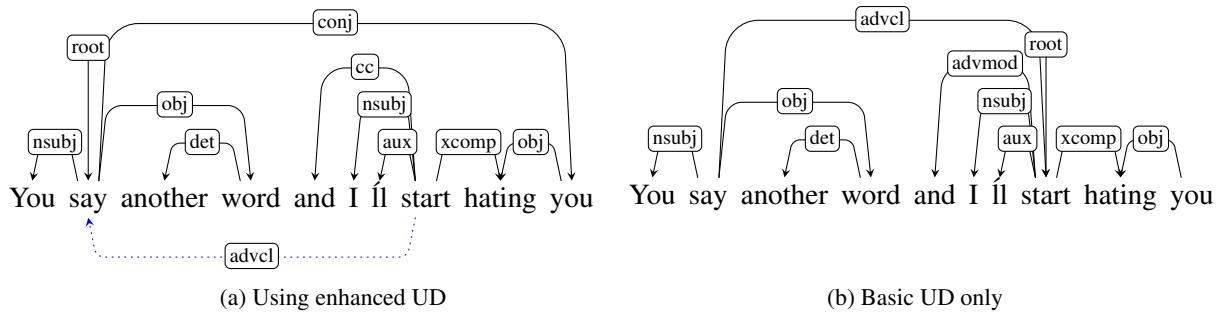 conj
advcl
root
root
cc
advmod
obj
nsubj
obj
nsubj
nsubj
det
aux
xcomp
obj
nsubj
det
aux
xcomp
obj
You say another word and I ĺl start hating you
You say another word and I ĺl start hating you
advcl
(a) Using enhanced UD
(b) Basic UD only